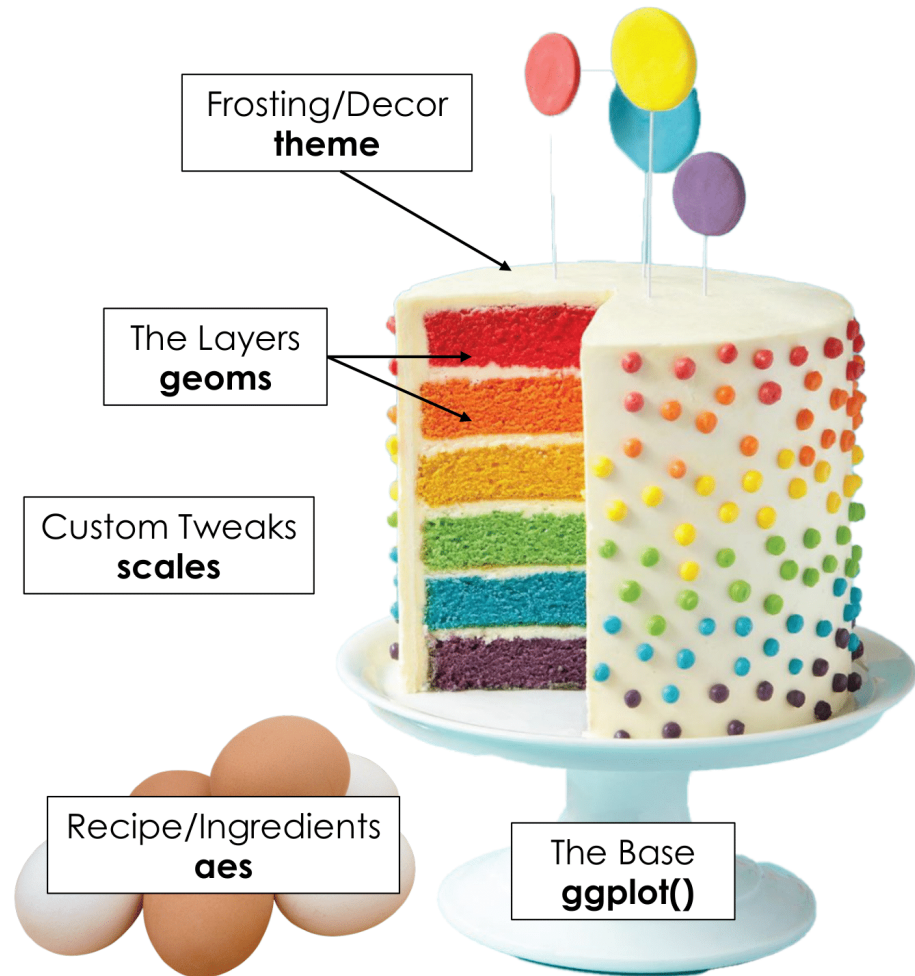 Frosting/Decor
theme
The Layers
geoms
Custom Tweaks
scales
Recipe/Ingredients
aes
The Base
ggplot()